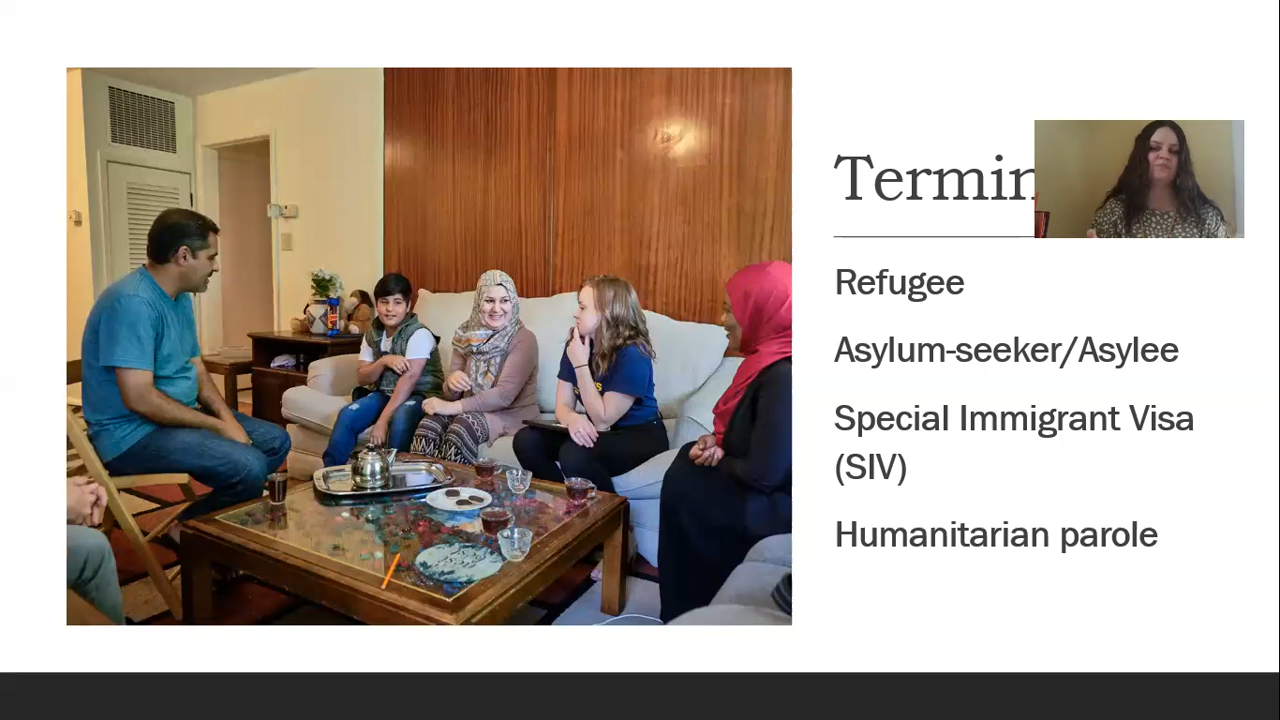 Termin
Refugee
Asylum-seeker/Asylee
Special Immigrant Visa
(SIV)
Humanitarian parole